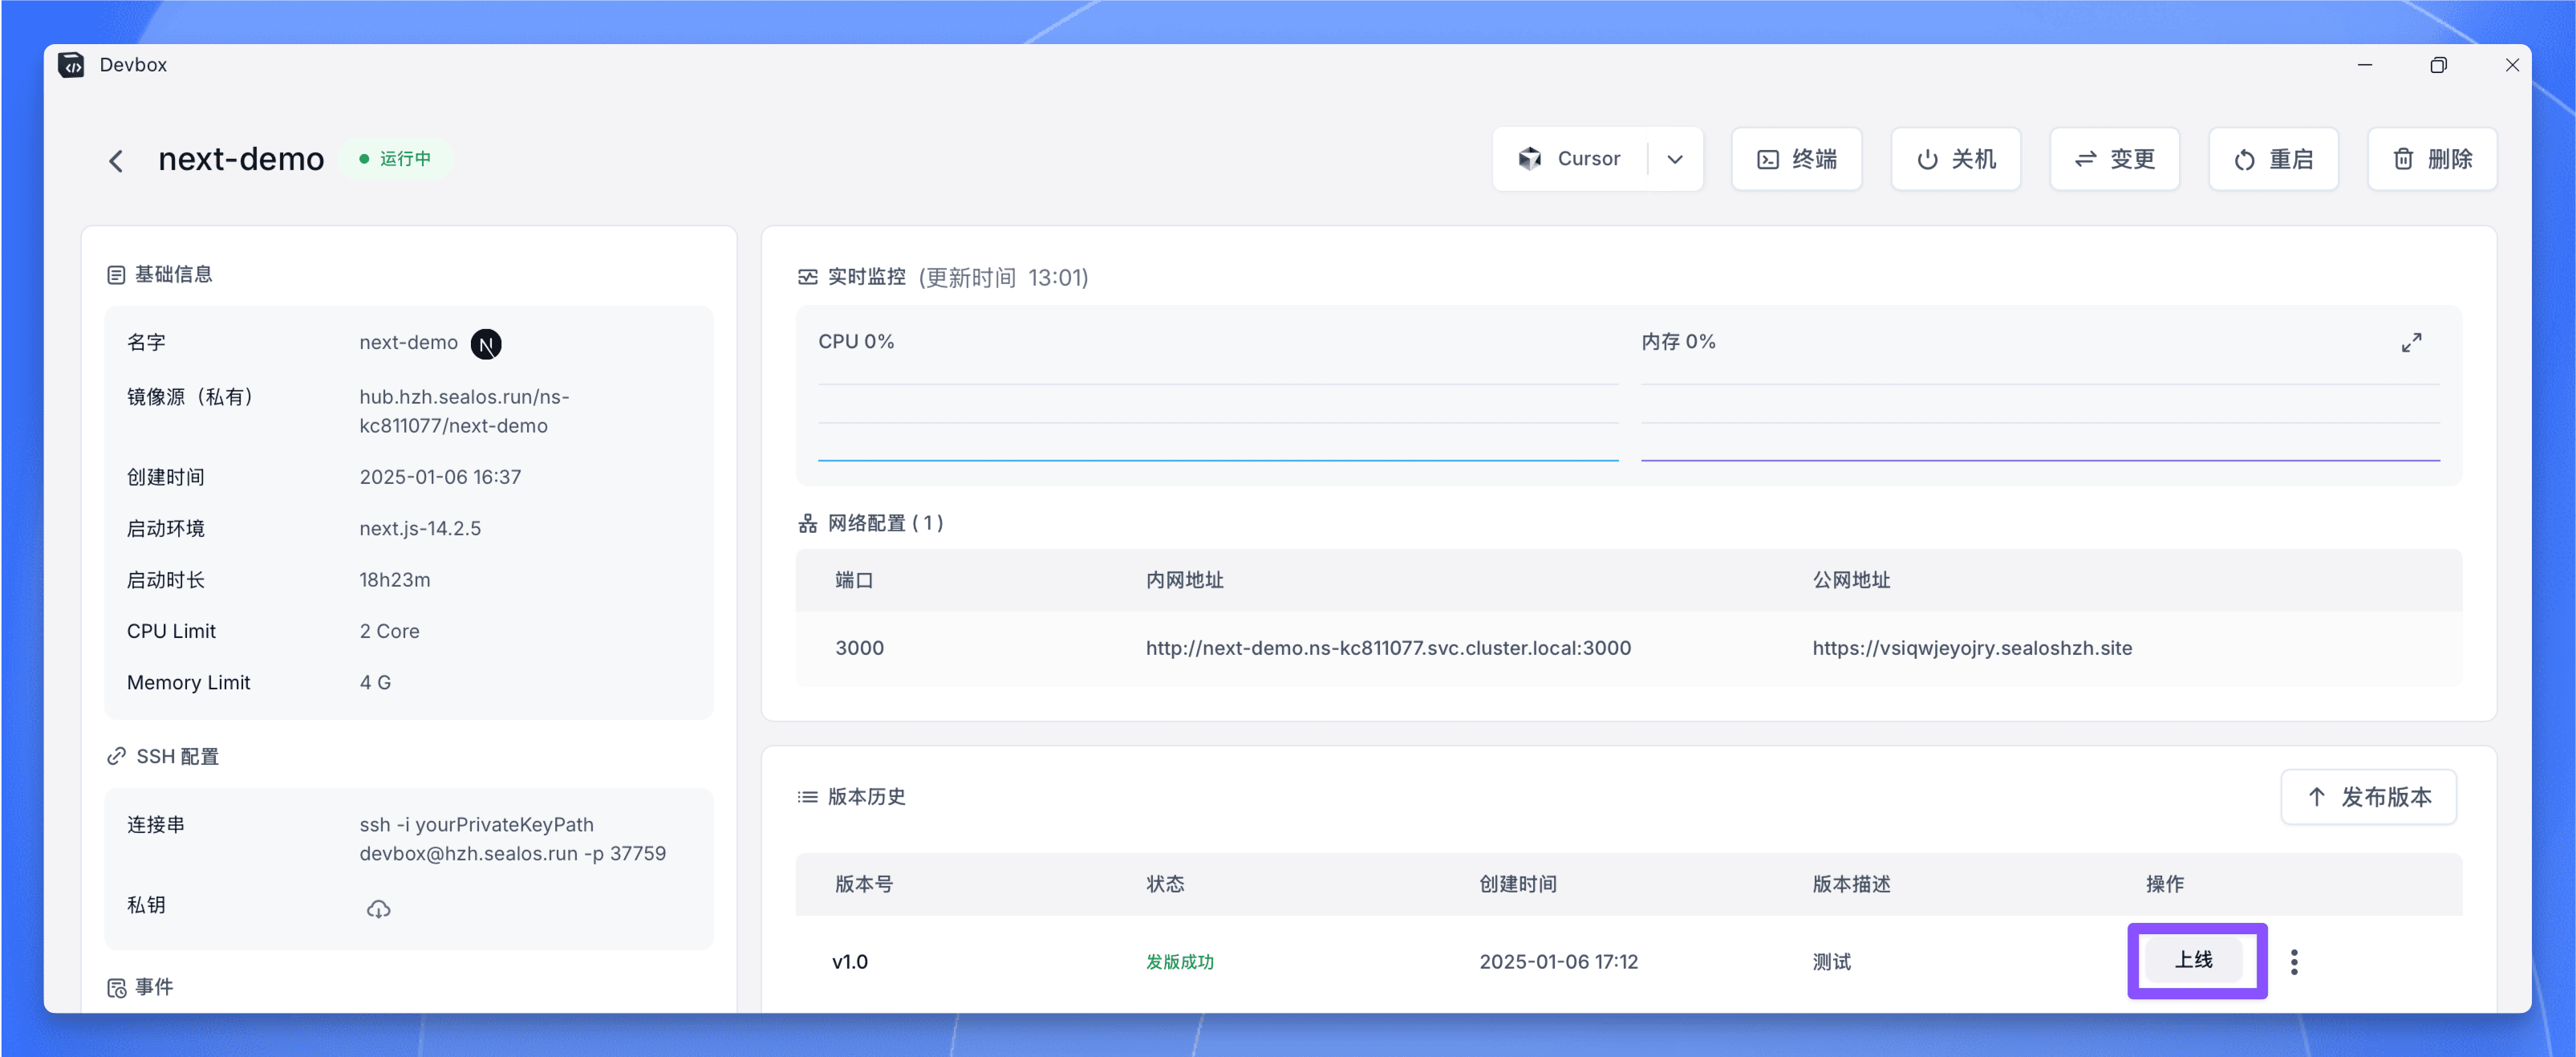 Devbox
next-demo
运行中
Cursor
终端
关机
变更
重启
删除
基础信息
名字
next-demo
N
镜像源（私有）
hub.hzh.sealos.run/ns-
kc811077/next-demo
创建时间
2025-01-06 16:37
启动环境
next.js-14.2.5
启动时长
18h23m
CPU Limit
2 Core
Memory Limit
4 G
SSH 配置
连接串
ssh -i yourPrivateKeyPath
devbox@hzh.sealos.run -p 37759
私钥
事件
实时监控 (更新时间 13:01)
CPU 0%
内存 0%
网络配置 ( 1 )
端口
内网地址
公网地址
3000
http://next-demo.ns-kc811077.svc.cluster.local:3000
https://vsiqwjeyojry.sealoshzh.site
版本历史
发布版本
版本号
状态
创建时间
版本描述
操作
v1.0
发版成功
2025-01-06 17:12
测试
上线